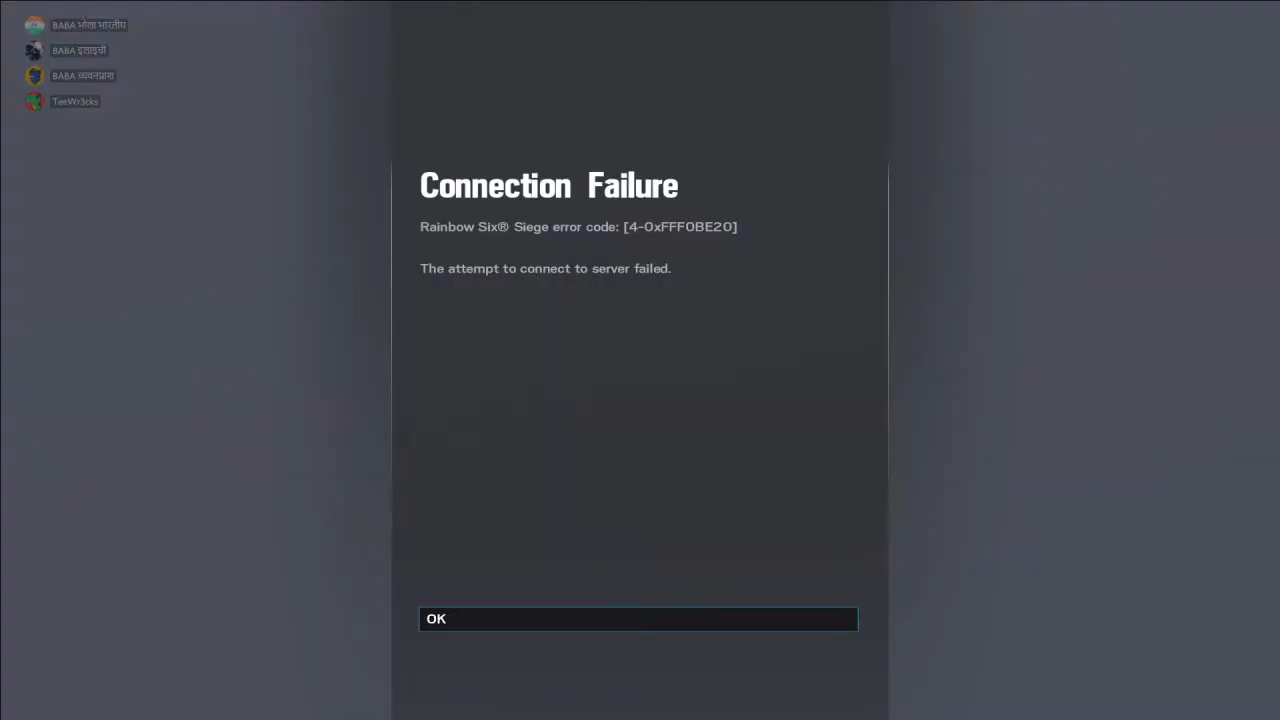 BABA भोला भारतीय
BABA इलाइची
BABA च्यवनप्राश
TeeWr3cks
Connection Failure
Rainbow Six® Siege error code: [4-0xFFF0BE20]
The attempt to connect to server failed.
OK